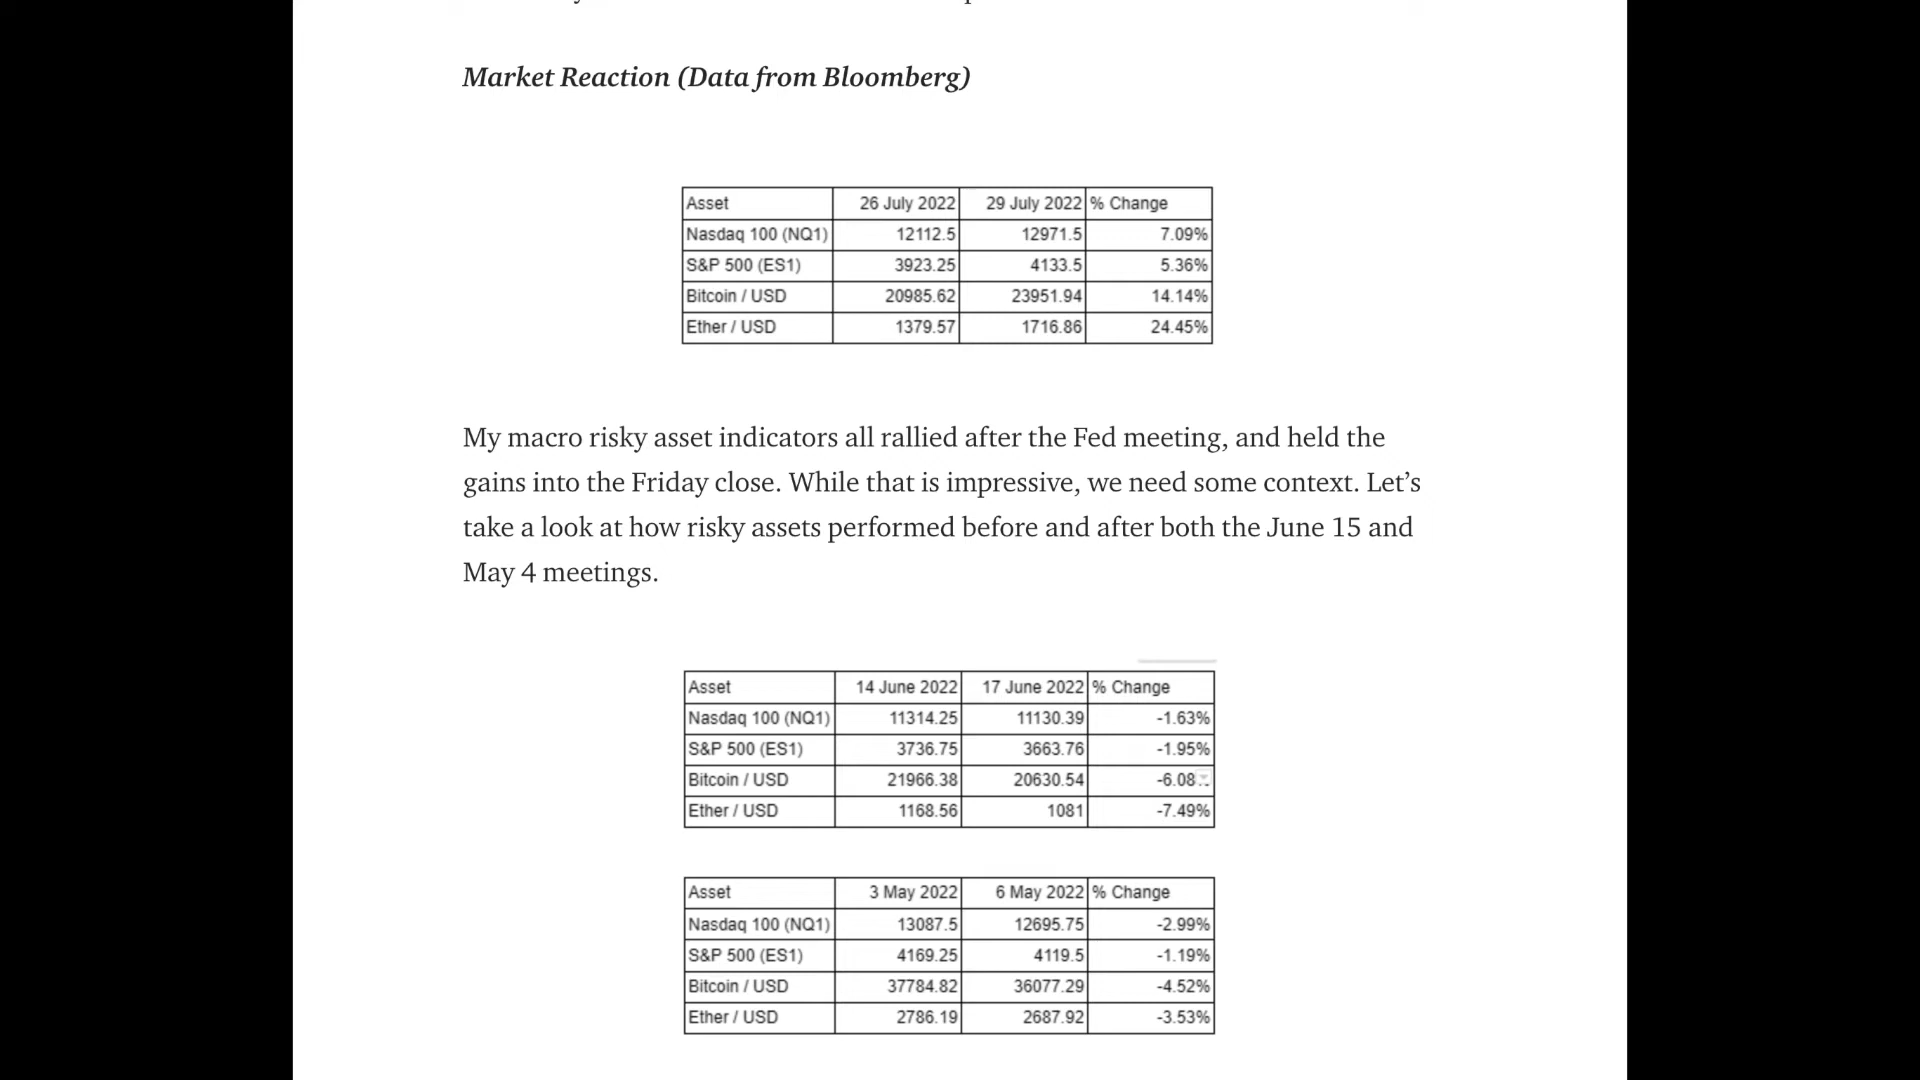 Market Reaction (Data from Bloomberg)
Asset 26 July 2022 29 July 2022 % Change
Nasdaq 100 (NQ1) 12112.5 12971.5 7.09%
S&P 500 (ES1) 3923.25 4133.5 5.36%
Bitcoin / USD 20985.62 23951.94 14.14%
Ether / USD 1379.57 1716.86 24.45%
My macro risky asset indicators all rallied after the Fed meeting, and held the
gains into the Friday close. While that is impressive, we need some context. Let’s
take a look at how risky assets performed before and after both the June 15 and
May 4 meetings.
Asset 14 June 2022 17 June 2022 % Change
Nasdaq 100 (NQ1) 11314.25 11130.39 -1.63%
S&P 500 (ES1) 3736.75 3663.76 -1.95%
Bitcoin / USD 21966.38 20630.54 -6.08
Ether / USD 1168.56 1081 -7.49%
Asset 3 May 2022 6 May 2022 % Change
Nasdaq 100 (NQ1) 13087.5 12695.75 -2.99%
S&P 500 (ES1) 4169.25 4119.5 -1.19%
Bitcoin / USD 37784.82 36077.29 -4.52%
Ether / USD 2786.19 2687.92 -3.53%